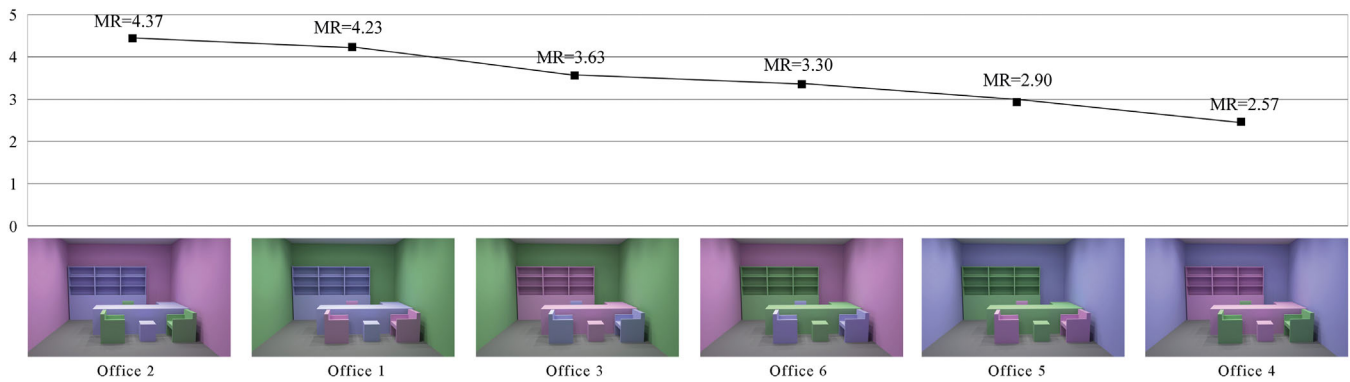 5
MR=4.37
MR=4.23
4
MR=3.63
MR=3.30
3
MR=2.90
MR=2.57
2
1
0
Office 2
Office 1
Office 3
Office 6
Office 5
Office 4